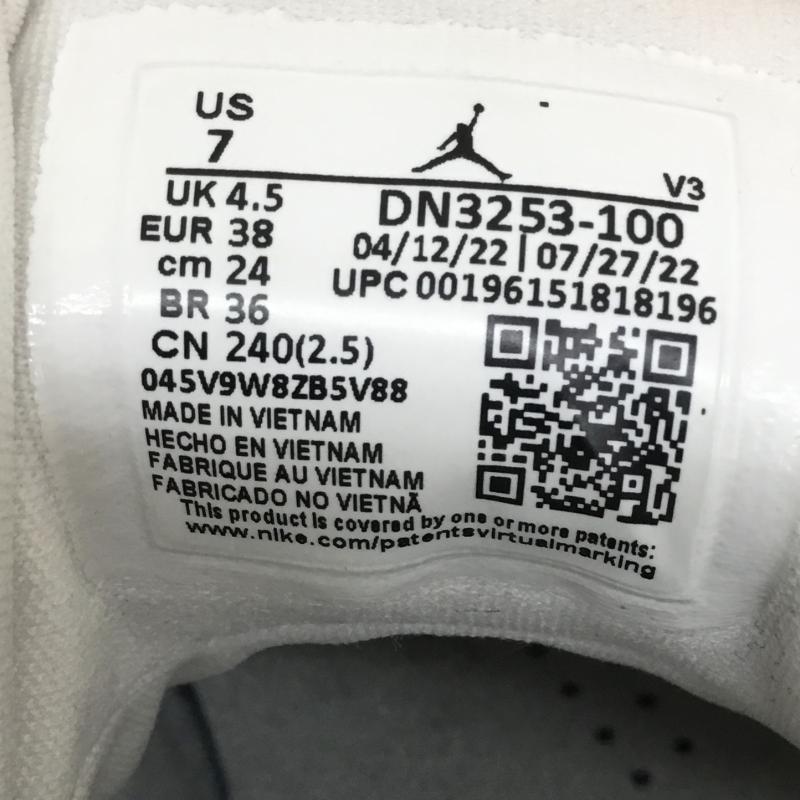 US
7
V3
UK 4.5
EUR 38
cm 24
BR 36
CN 240(2.5)
DN3253-100
04/12/22 | 07/27/22
UPC 00196151818196
045V9W8ZB5V88
MADE IN VIETNAM
HECHO EN VIETNAM
FABRIQUE AU VIETNAM
FABRICADO NO VIETNÃ
This product is covered by one or more patents:
www.nike.com/patentsvirtualmarking